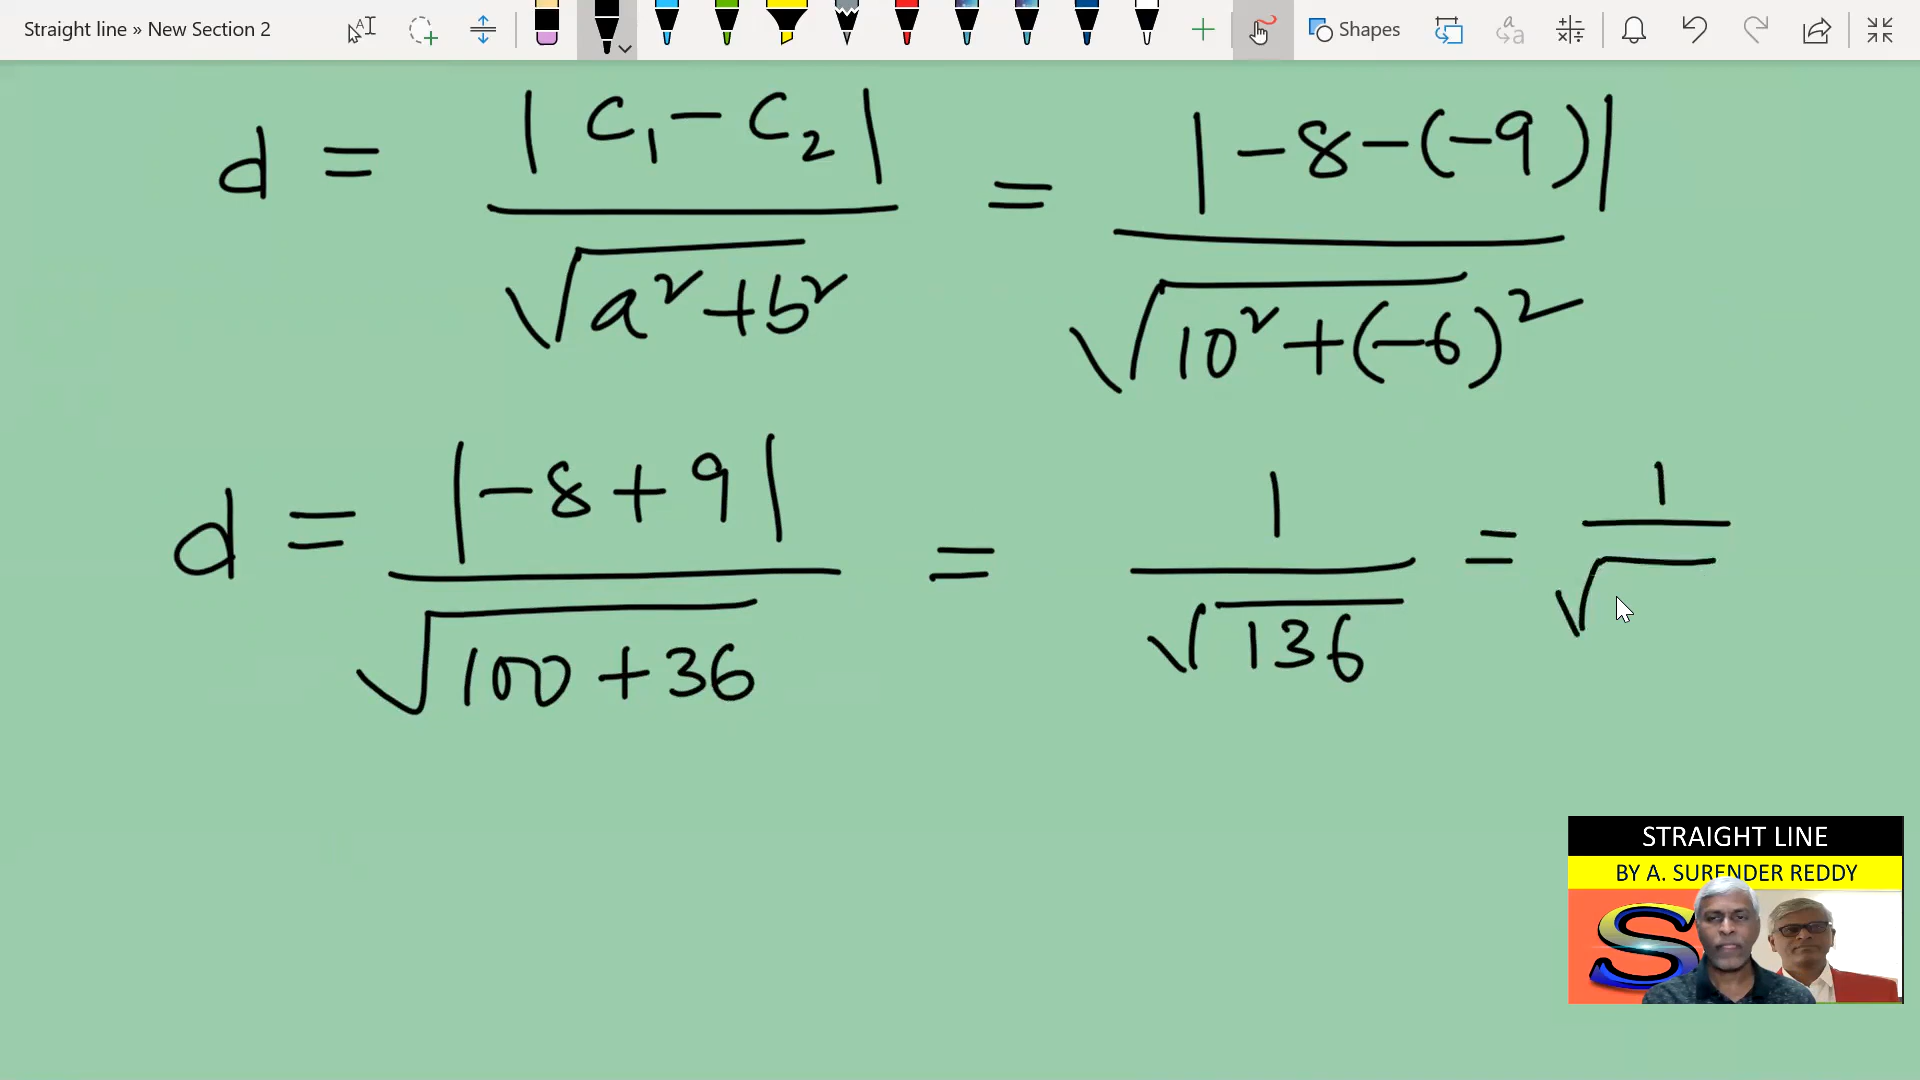 Straight line » New Section 2
Shapes
d = |C₁ - C₂| / √(a² + b²) = |-8-(-9)| / √(10² + (-6)²)
d = |-8+9| / √(100+36) = 1 / √136 = 1 / √
STRAIGHT LINE
BY A. SURENDER REDDY
S